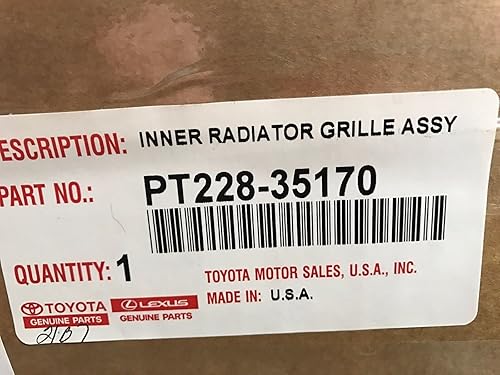 ESCRIPTION: INNER RADIATOR GRILLE ASSY
PART NO.: PT228-35170
QUANTITY: 1
TOYOTA MOTOR SALES, U.S.A., INC.
MADE IN: U.S.A.
TOYOTA LEXUS
GENUINE PARTS GENUINE PARTS